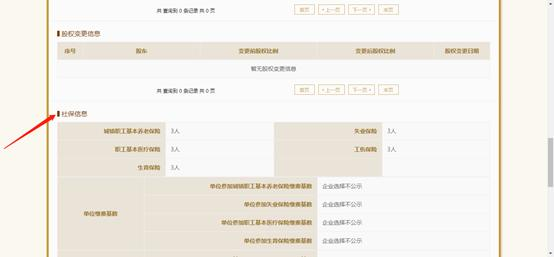 共 查询到 0 条记录 共 0 页 首页 « 上一页 下一页 » 末页
股权变更信息
序号 股东 变更前股权比例 变更后股权比例 股权变更日期
暂无股权变更信息
共 查询到 0 条记录 共 0 页 首页 « 上一页 下一页 » 末页
社保信息
城镇职工基本养老保险 3人 失业保险 3人
职工基本医疗保险 3人 工伤保险 3人
生育保险 3人
单位参加城镇职工基本养老保险缴费基数 企业选择不公示
单位缴费基数 单位参加失业保险缴费基数 企业选择不公示
单位参加职工基本医疗保险缴费基数 企业选择不公示
单位参加生育保险缴费基数 企业选择不公示